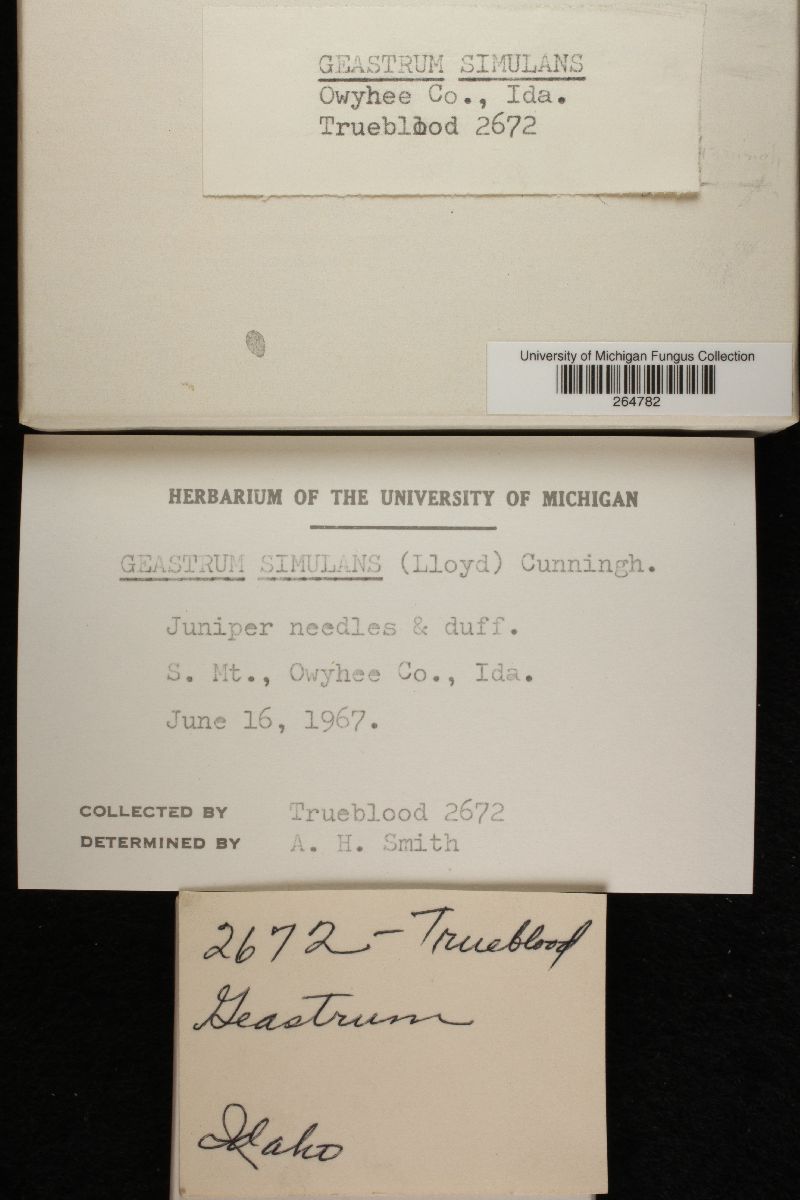 GEASTRUM SIMULANS
Owyhee Co., Ida.
Trueblood 2672
University of Michigan Fungus Collection
264782
HERBARIUM OF THE UNIVERSITY OF MICHIGAN
GEASTRUM SIMULANS (Lloyd) Cunningh.
Juniper needles & duff.
S. Mt., Owyhee Co., Ida.
June 16, 1967.
COLLECTED BY Trueblood 2672
DETERMINED BY A. H. Smith
2672 - Trueblood
Geastrum
Idaho